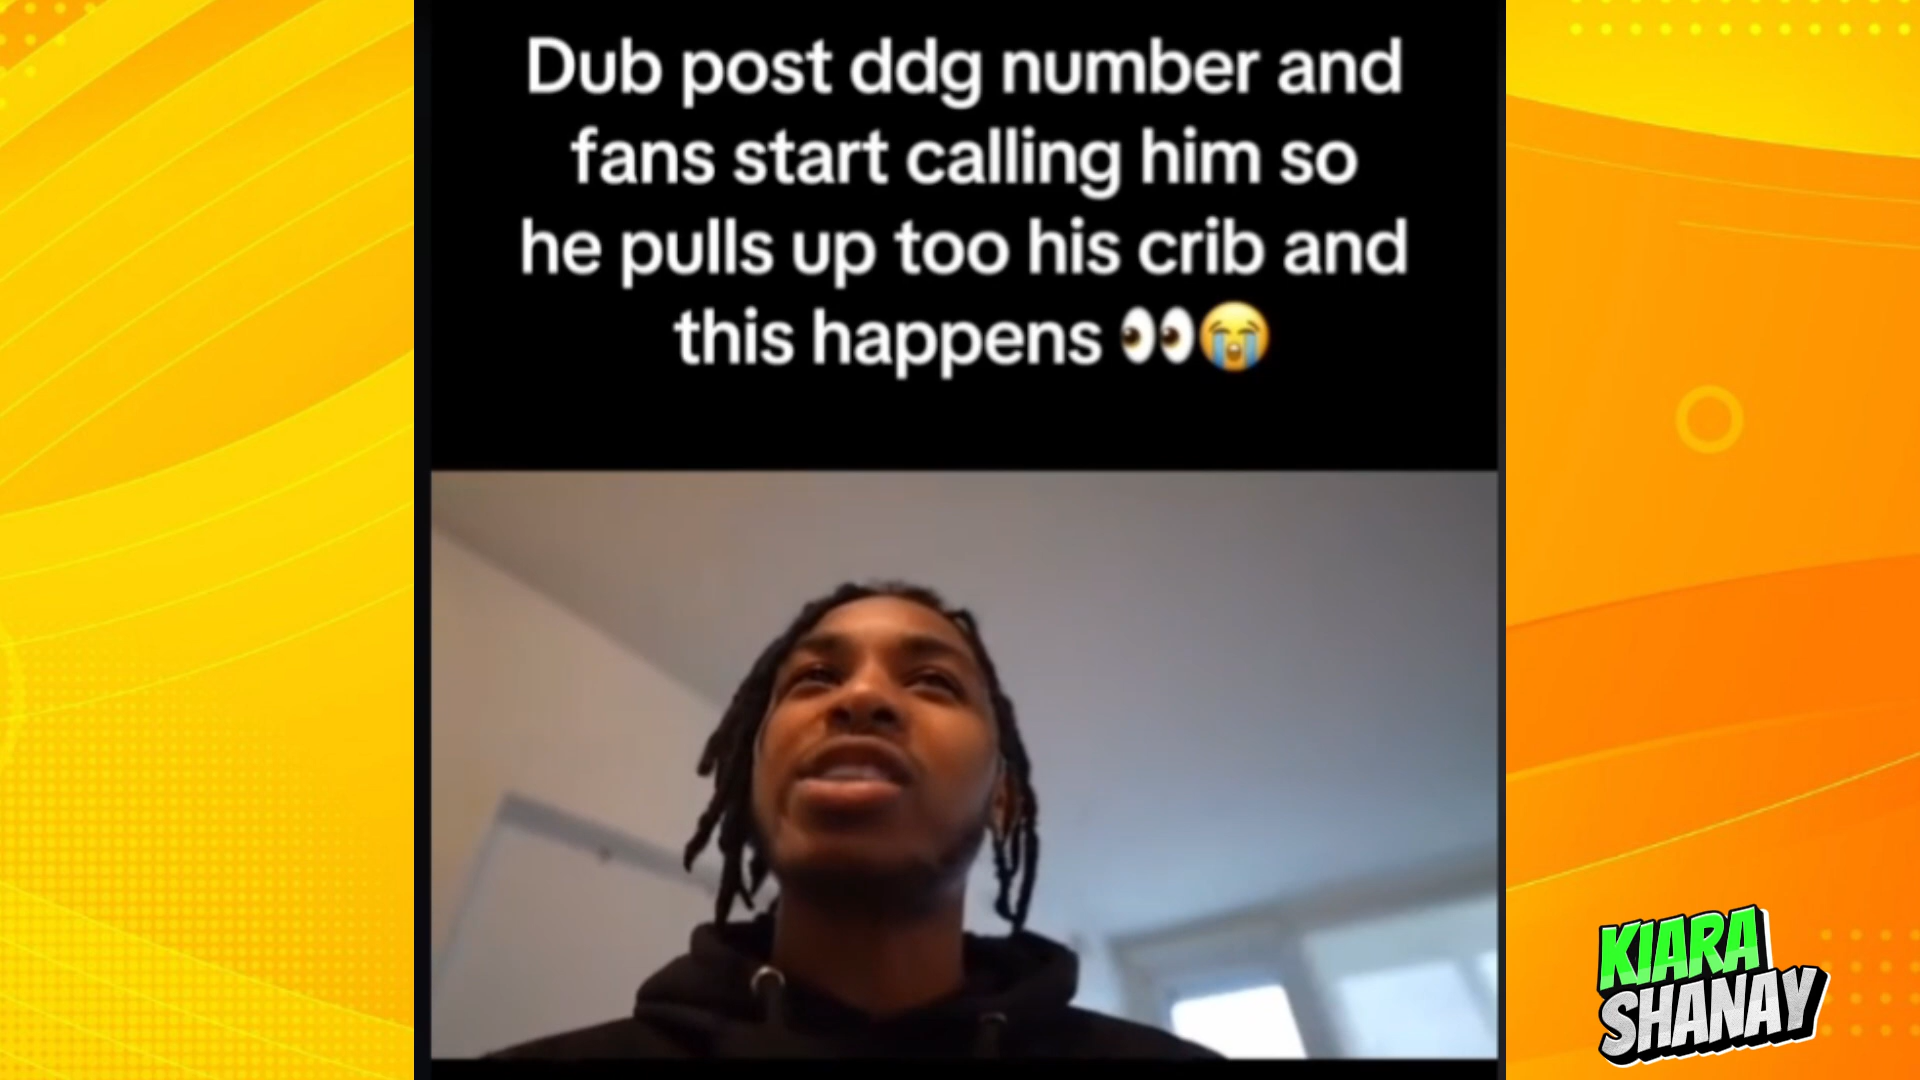 Dub post ddg number and
fans start calling him so
he pulls up too his crib and
this happens 👀😭
KIARA
SHANAY